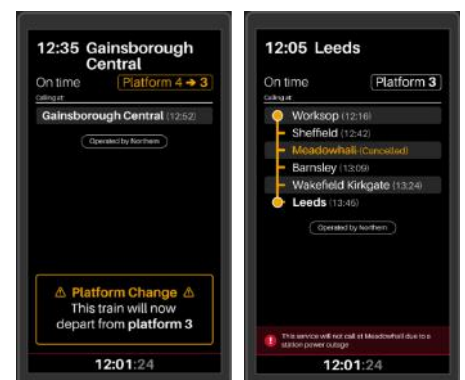 12:35 Gainsborough
Central
On time Platform 4 ➔ 3
Calling at:
Gainsborough Central (12:52)
Operated by Northern
⚠ Platform Change ⚠
This train will now
depart from platform 3
12:01:24
12:05 Leeds
On time Platform 3
Calling at:
Worksop (12:16)
Sheffield (12:42)
Meadowhall (Cancelled)
Barnsley (13:09)
Wakefield Kirkgate (13:24)
Leeds (13:46)
Operated by Northern
This service will not call at Meadowhall due to a
station power outage
12:01:24